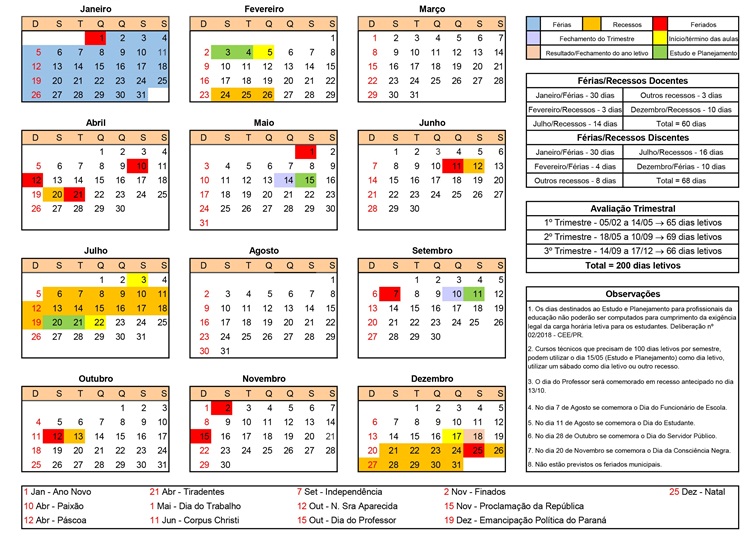 Janeiro
D S T Q Q S S
1 2 3 4
5 6 7 8 9 10 11
12 13 14 15 16 17 18
19 20 21 22 23 24 25
26 27 28 29 30 31
Fevereiro
D S T Q Q S S
1
2 3 4 5 6 7 8
9 10 11 12 13 14 15
16 17 18 19 20 21 22
23 24 25 26 27 28 29
Março
D S T Q Q S S
1 2 3 4 5 6 7
8 9 10 11 12 13 14
15 16 17 18 19 20 21
22 23 24 25 26 27 28
29 30 31
Abril
D S T Q Q S S
1 2 3 4
5 6 7 8 9 10 11
12 13 14 15 16 17 18
19 20 21 22 23 24 25
26 27 28 29 30
Maio
D S T Q Q S S
1 2
3 4 5 6 7 8 9
10 11 12 13 14 15 16
17 18 19 20 21 22 23
24 25 26 27 28 29 30
31
Junho
D S T Q Q S S
1 2 3 4 5 6
7 8 9 10 11 12 13
14 15 16 17 18 19 20
21 22 23 24 25 26 27
28 29 30
Julho
D S T Q Q S S
1 2 3 4
5 6 7 8 9 10 11
12 13 14 15 16 17 18
19 20 21 22 23 24 25
26 27 28 29 30 31
Agosto
D S T Q Q S S
1
2 3 4 5 6 7 8
9 10 11 12 13 14 15
16 17 18 19 20 21 22
23 24 25 26 27 28 29
30 31
Setembro
D S T Q Q S S
1 2 3 4 5
6 7 8 9 10 11 12
13 14 15 16 17 18 19
20 21 22 23 24 25 26
27 28 29 30
Outubro
D S T Q Q S S
1 2 3
4 5 6 7 8 9 10
11 12 13 14 15 16 17
18 19 20 21 22 23 24
25 26 27 28 29 30 31
Novembro
D S T Q Q S S
1 2 3 4 5 6 7
8 9 10 11 12 13 14
15 16 17 18 19 20 21
22 23 24 25 26 27 28
29 30
Dezembro
D S T Q Q S S
1 2 3 4 5
6 7 8 9 10 11 12
13 14 15 16 17 18 19
20 21 22 23 24 25 26
27 28 29 30 31
Férias Recessos Feriados
Fechamento do Trimestre Início/término das aulas
Resultado/Fechamento do ano letivo Estudo e Planejamento
Férias/Recessos Docentes
Janeiro/Férias - 30 dias Outros recessos - 3 dias
Fevereiro/Recessos - 3 dias Dezembro/Recessos - 10 dias
Julho/Recessos - 14 dias Total = 60 dias
Férias/Recessos Discentes
Janeiro/Férias - 30 dias Julho/Recessos - 16 dias
Fevereiro/Férias - 4 dias Dezembro/Férias - 10 dias
Outros recessos - 8 dias Total = 68 dias
Avaliação Trimestral
1º Trimestre - 05/02 a 14/05 → 65 dias letivos
2º Trimestre - 18/05 a 10/09 → 69 dias letivos
3º Trimestre - 14/09 a 17/12 → 66 dias letivos
Total = 200 dias letivos
Observações
1. Os dias destinados ao Estudo e Planejamento para profissionais da
educação não poderão ser computados para cumprimento da exigência
legal da carga horária letiva para os estudantes. Deliberação nº
02/2018 - CEE/PR.
2. Cursos técnicos que precisam de 100 dias letivos por semestre,
podem utilizar o dia 15/05 (Estudo e Planejamento) como dia letivo,
utilizar um sábado como dia letivo ou outro recesso.
3. O dia do Professor será comemorado em recesso antecipado no dia
13/10.
4. No dia 7 de Agosto se comemora o Dia do Funcionário de Escola.
5. No dia 11 de Agosto se comemora o Dia do Estudante.
6. No dia 28 de Outubro se comemora o Dia do Servidor Público.
7. No dia 20 de Novembro se comemora o Dia da Consciência Negra.
8. Não estão previstos os feriados municipais.
1 Jan - Ano Novo 21 Abr - Tiradentes 7 Set - Independência 2 Nov - Finados 25 Dez - Natal
10 Abr - Paixão 1 Mai - Dia do Trabalho 12 Out - N. Sra Aparecida 15 Nov - Proclamação da República
12 Abr - Páscoa 11 Jun - Corpus Christi 15 Out - Dia do Professor 19 Dez - Emancipação Política do Paraná